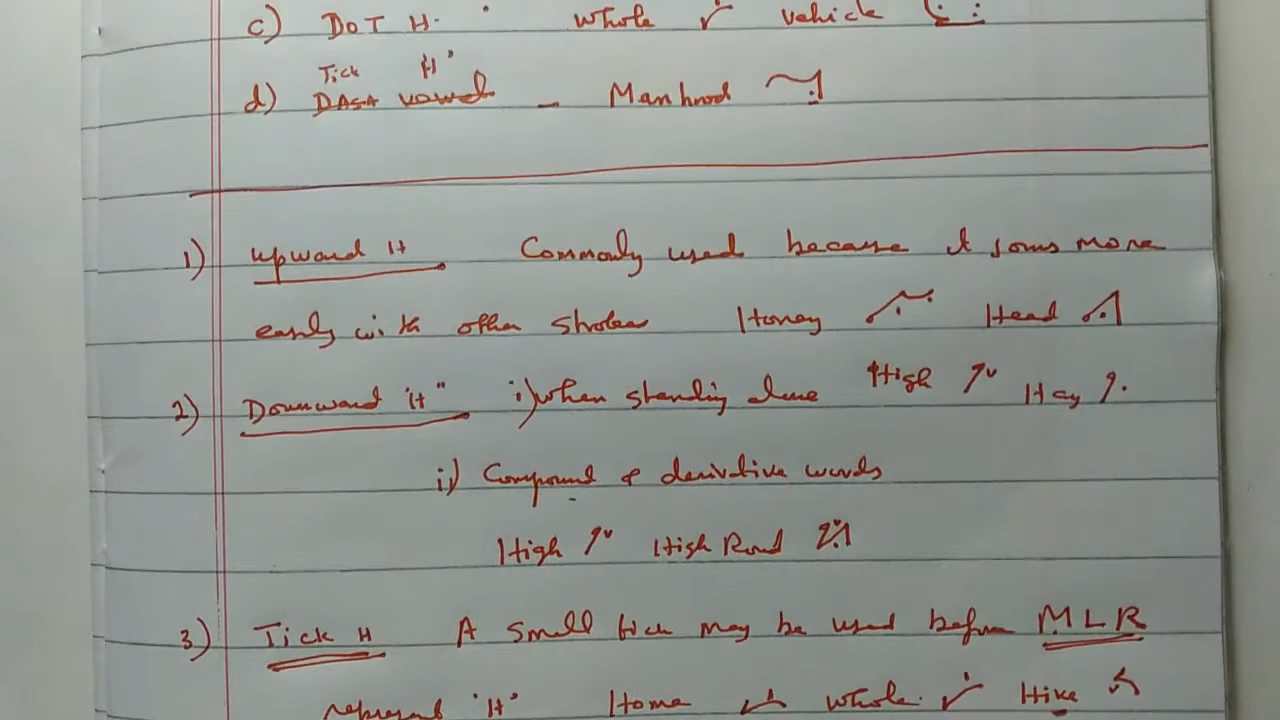 c) DOT H. Whole vehicle
Tick H'
d) DASH vowel - Manhood
1) upward H Commonly used because it joins more
easily with other strokes Honey Head
2) Downward "H" i) when standing alone High Hay
ii) Compound & derivative words
High High Road
3) Tick H A small tick may be used before MLR
represent 'H' Home whole Hike